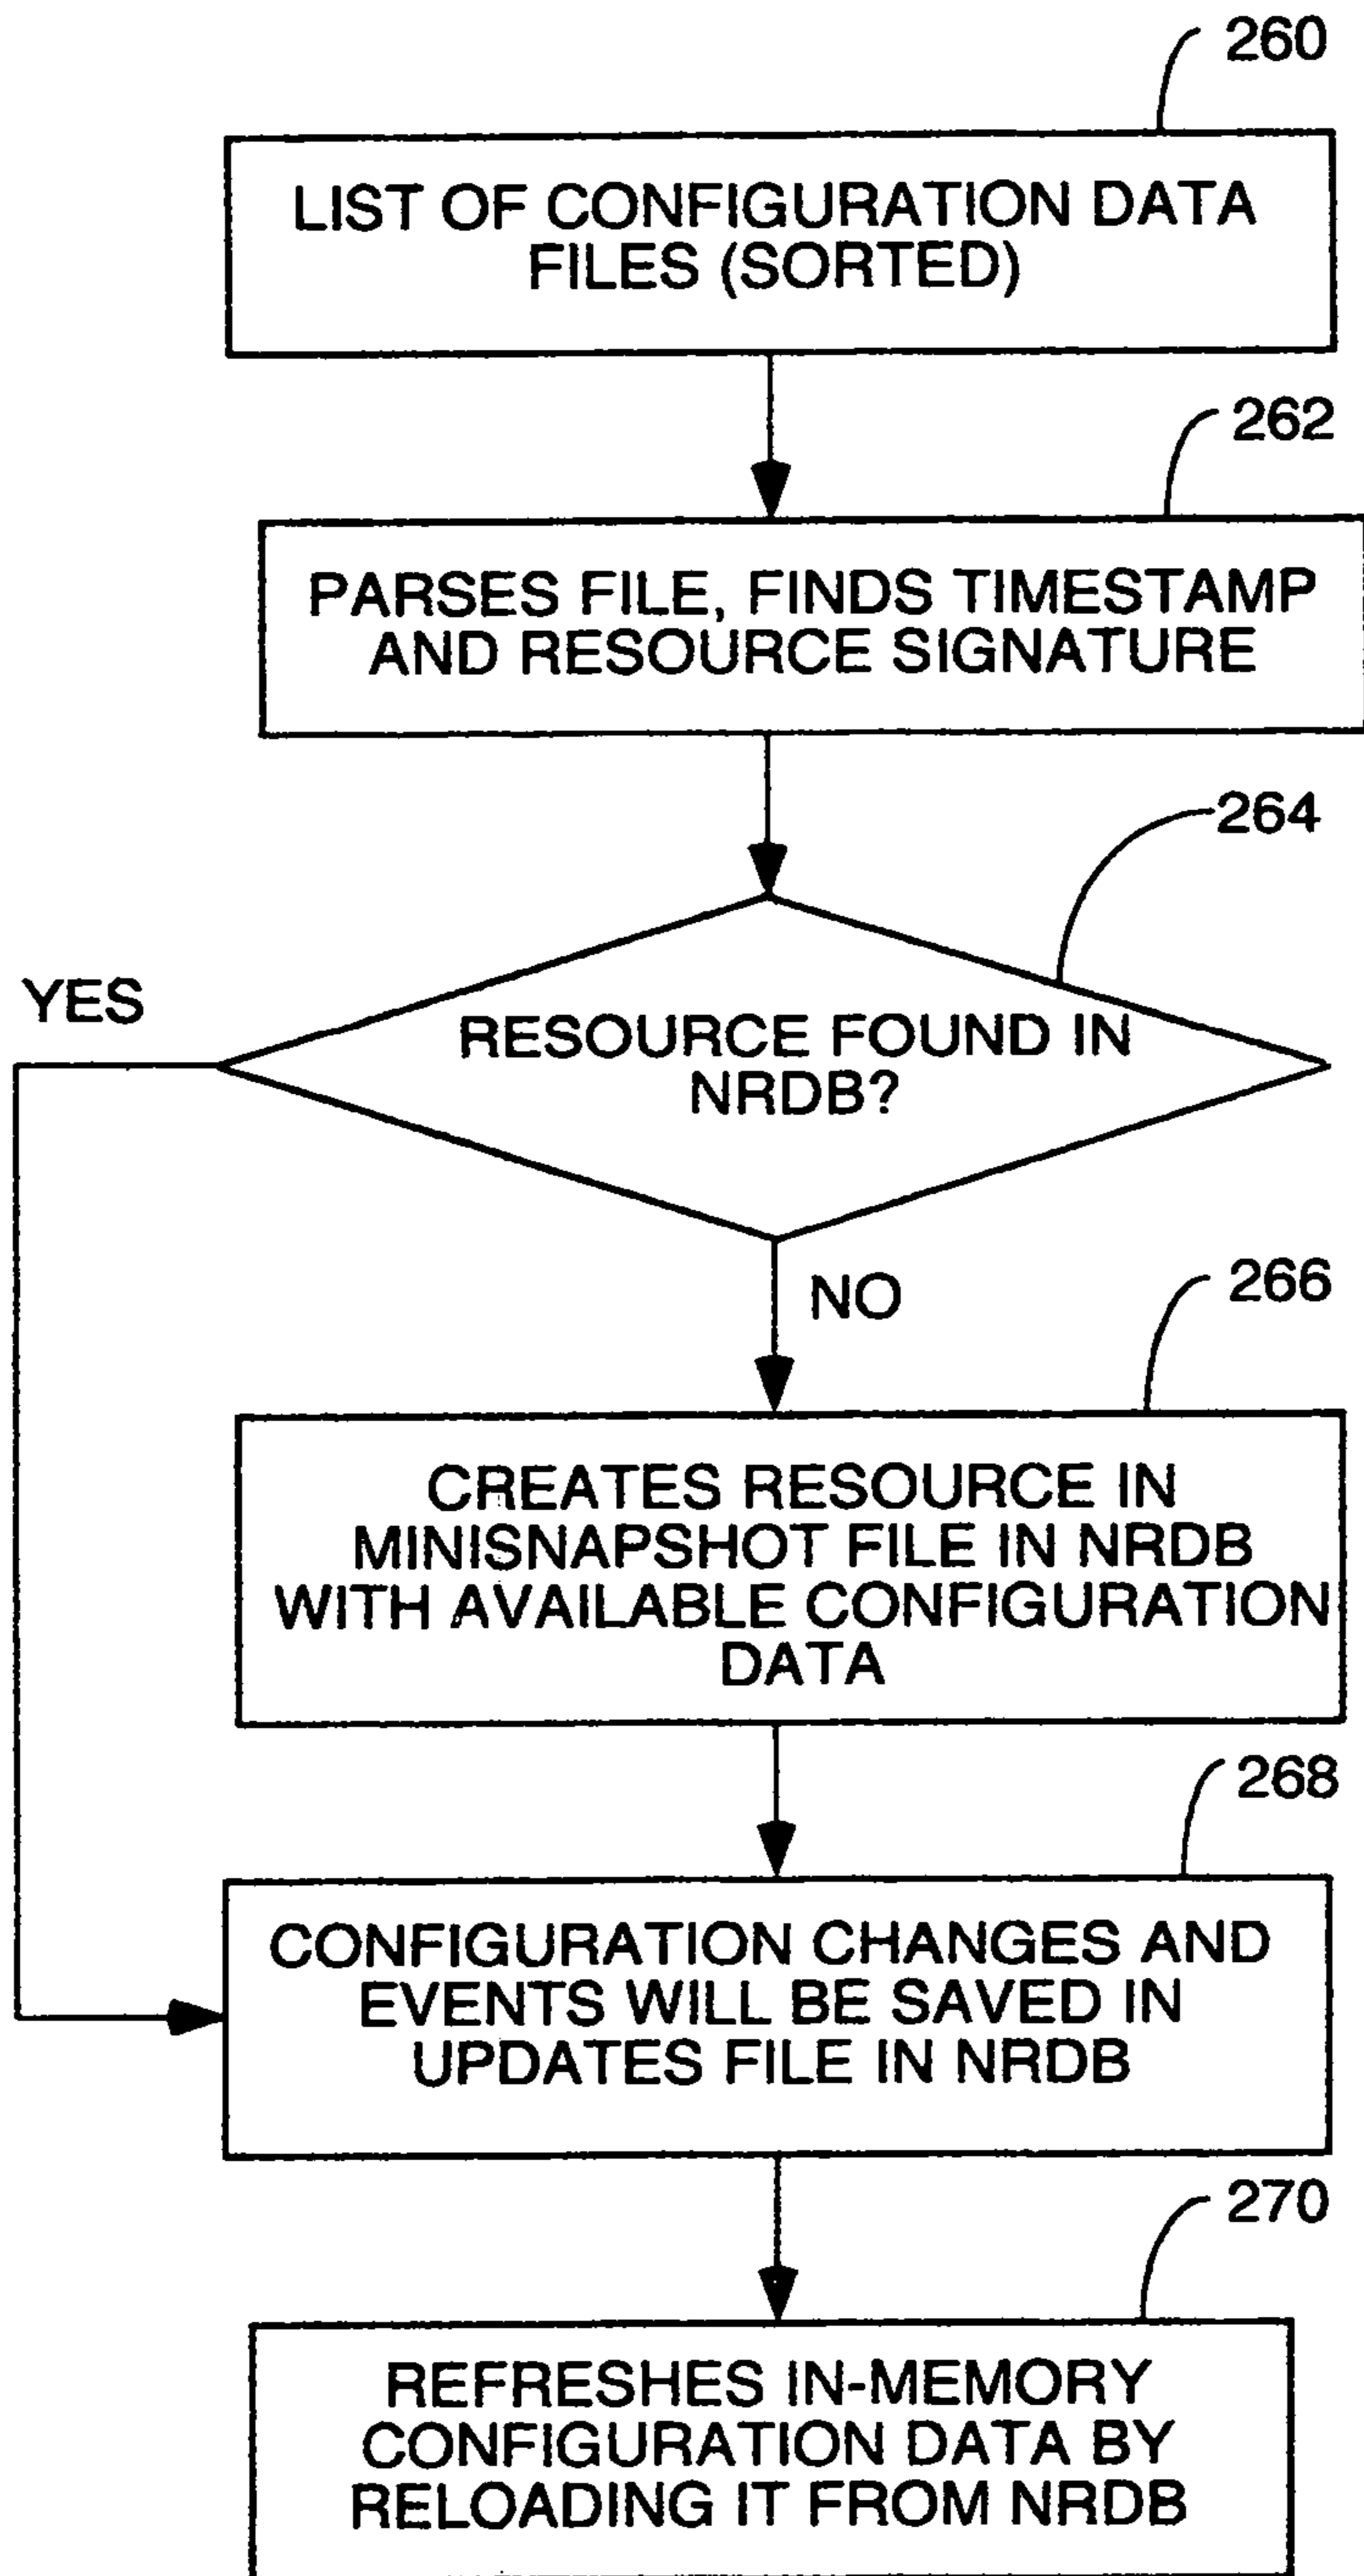 260
LIST OF CONFIGURATION DATA
FILES (SORTED)
262
PARSES FILE, FINDS TIMESTAMP
AND RESOURCE SIGNATURE
264
YES
RESOURCE FOUND IN
NRDB?
NO
266
CREATES RESOURCE IN
MINISNAPSHOT FILE IN NRDB
WITH AVAILABLE CONFIGURATION
DATA
268
CONFIGURATION CHANGES AND
EVENTS WILL BE SAVED IN
UPDATES FILE IN NRDB
270
REFRESHES IN-MEMORY
CONFIGURATION DATA BY
RELOADING IT FROM NRDB